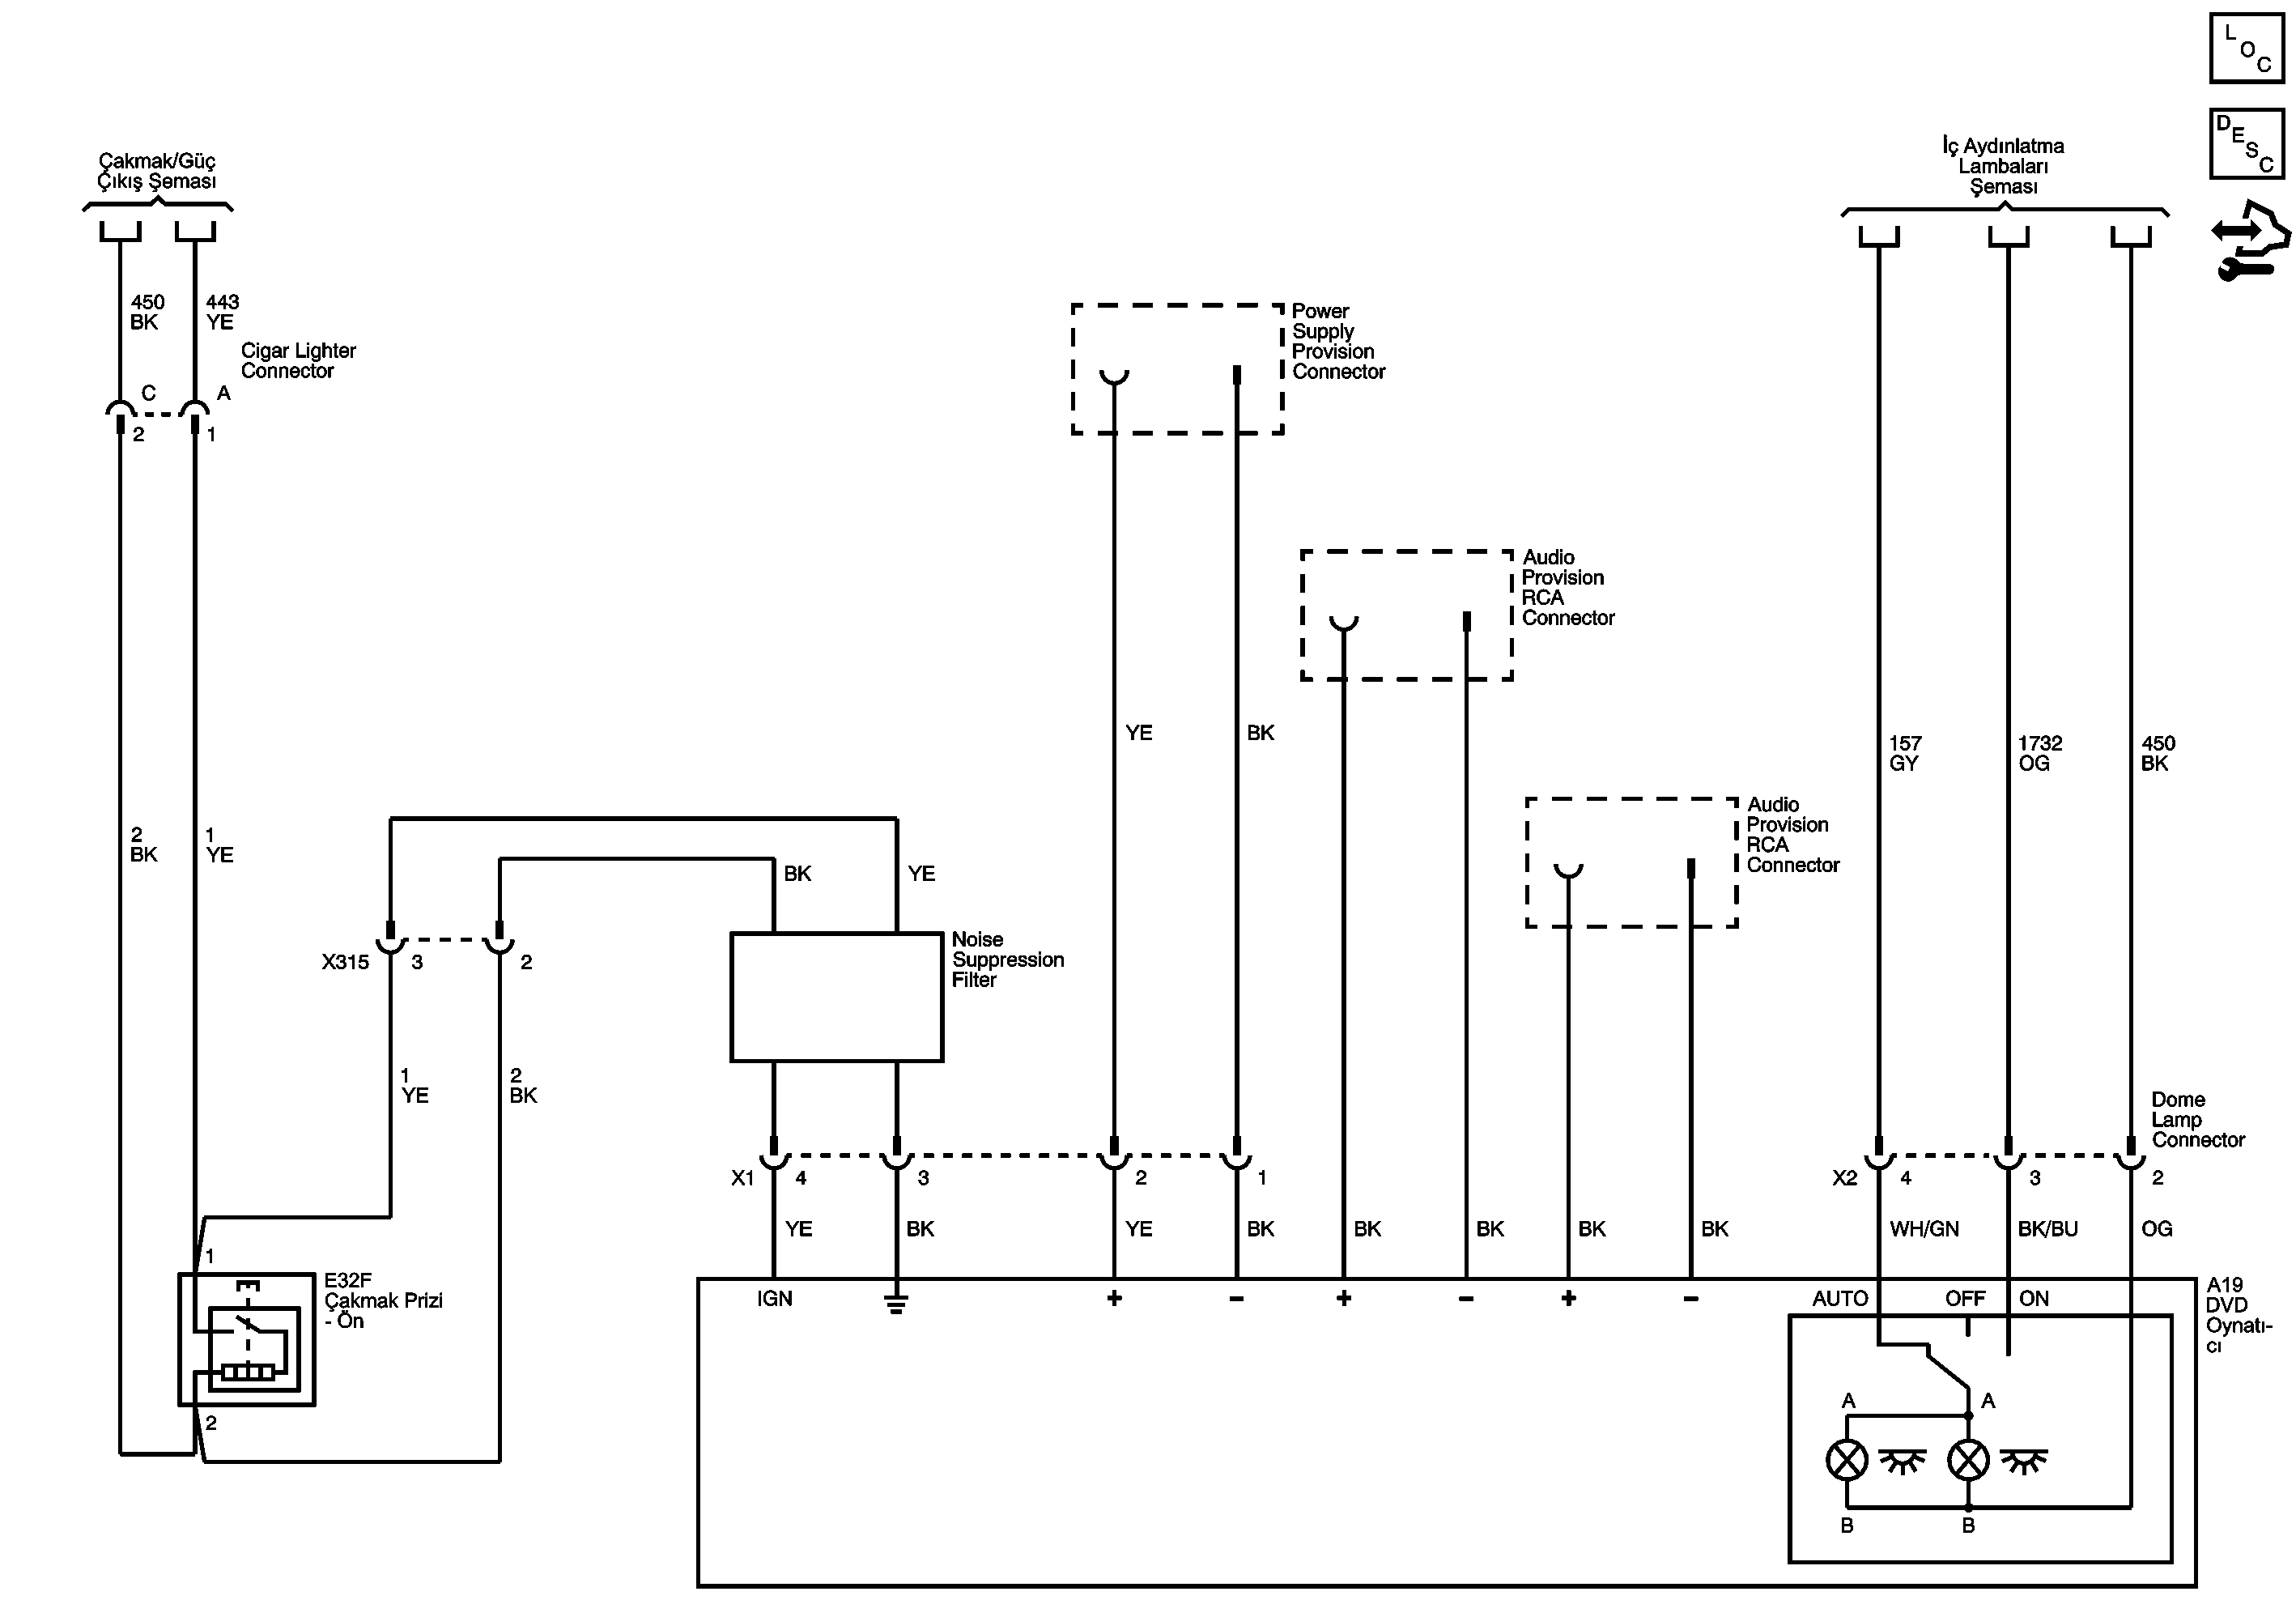 L
O
C
D
E
S
C
Çakmak/Güç
Çıkış Şeması
İç Aydınlatma
Lambaları
Şeması
450
BK
443
YE
Cigar Lighter
Connector
C
A
2
1
Power
Supply
Provision
Connector
Audio
Provision
RCA
Connector
YE
BK
157
GY
1732
OG
450
BK
Audio
Provision
RCA
Connector
2
BK
1
YE
BK
YE
Noise
Suppression
Filter
X315
3
2
1
YE
2
BK
Dome
Lamp
Connector
X1
4
3
2
1
X2
4
3
2
YE
BK
YE
BK
BK
BK
BK
BK
WH/GN
BK/BU
OG
1
E32F
Çakmak Prizi
- Ön
2
IGN
+
−
+
−
+
−
AUTO
OFF
ON
A19
DVD
Oynatı-
cı
A
A
B
B